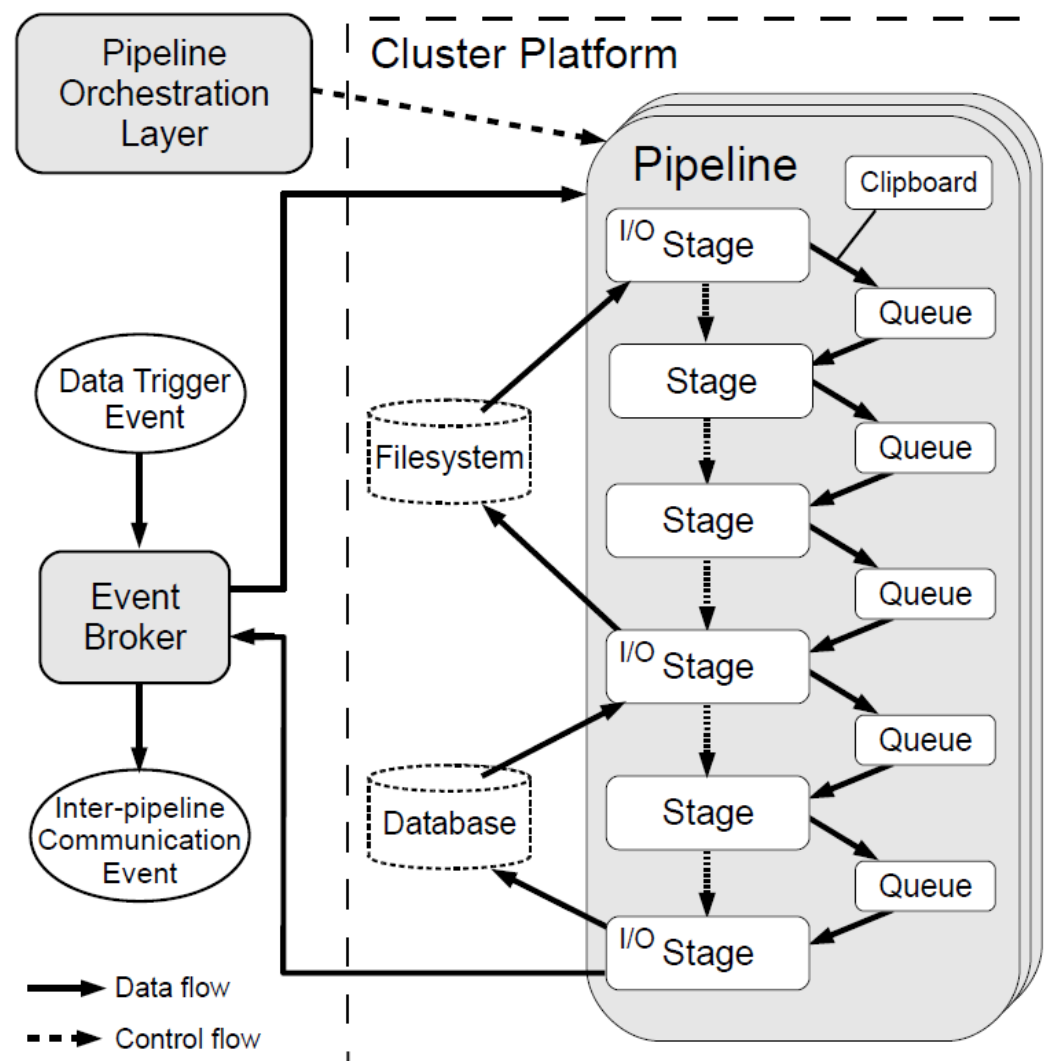 Pipeline
Orchestration
Layer
Cluster Platform
Pipeline
Clipboard
I/O Stage
Queue
Stage
Queue
Stage
Queue
I/O Stage
Queue
Stage
Queue
I/O Stage
Data Trigger
Event
Filesystem
Event
Broker
Database
Inter-pipeline
Communication
Event
Data flow
Control flow